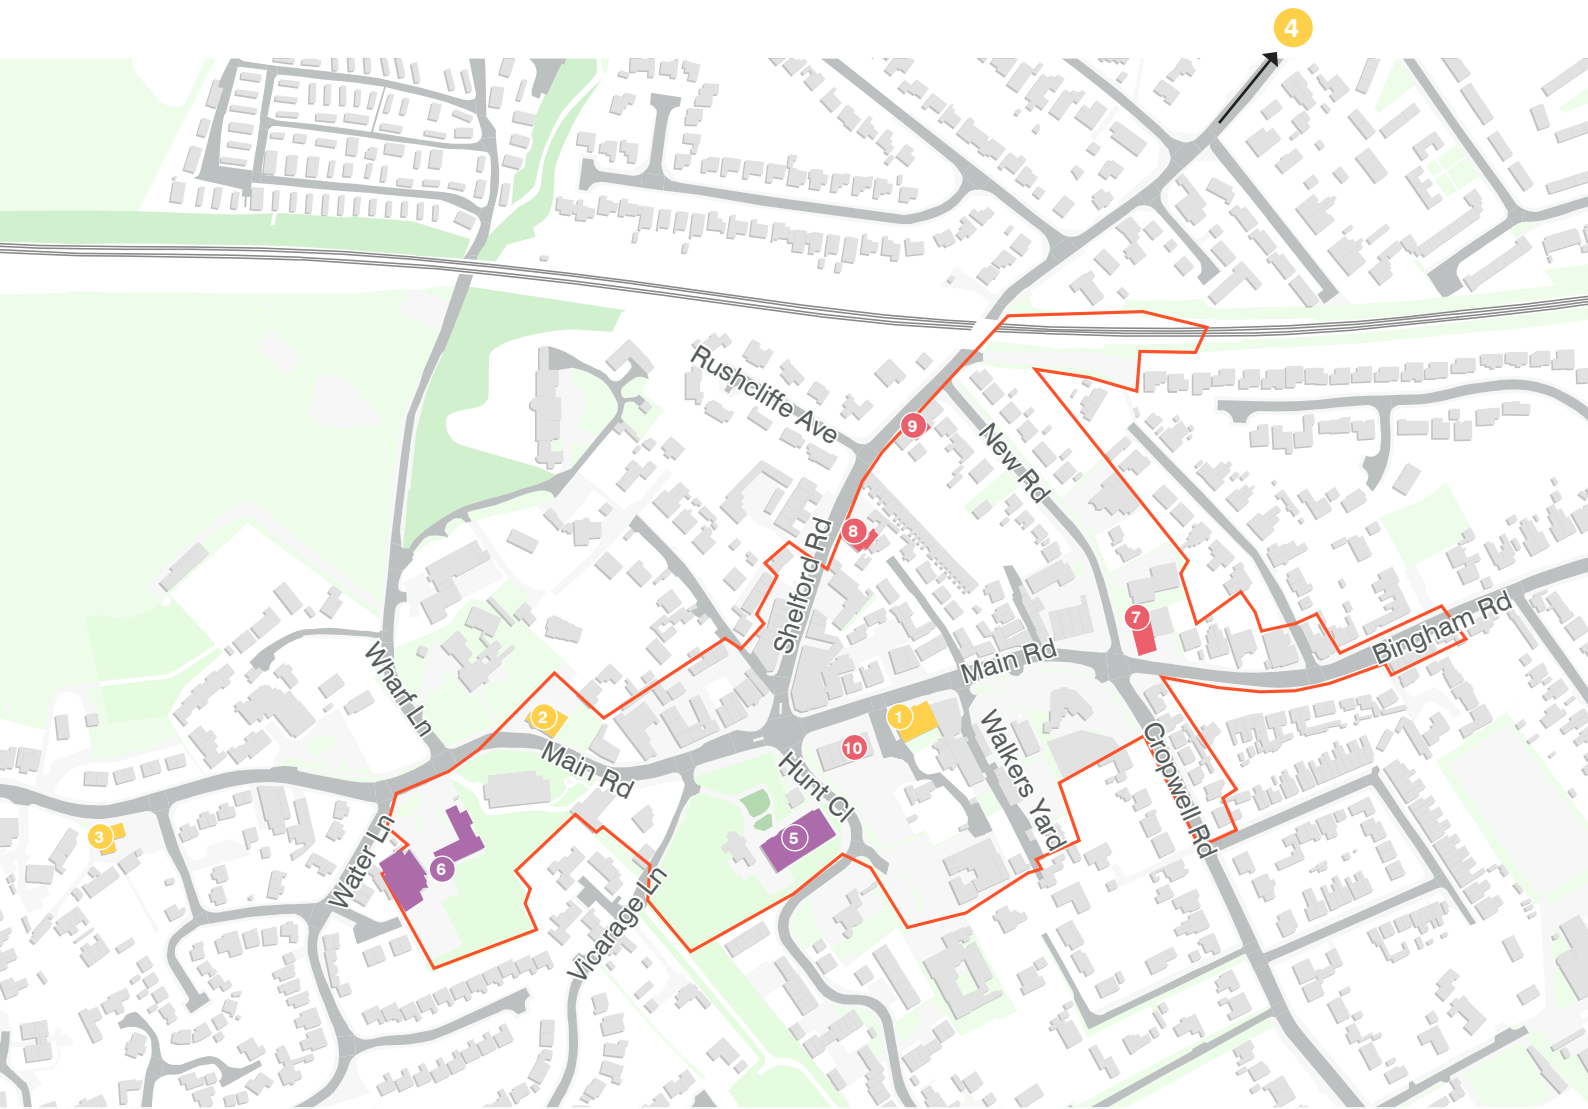 4
Rushcliffe Ave
9
New Rd
8
Shelford Rd
7
Bingham Rd
Main Rd
Wharf Ln
2
1
Main Rd
10
Walkers Yard
Cropwell Rd
Hunt Cl
3
5
Water Ln
6
Vicarage Ln